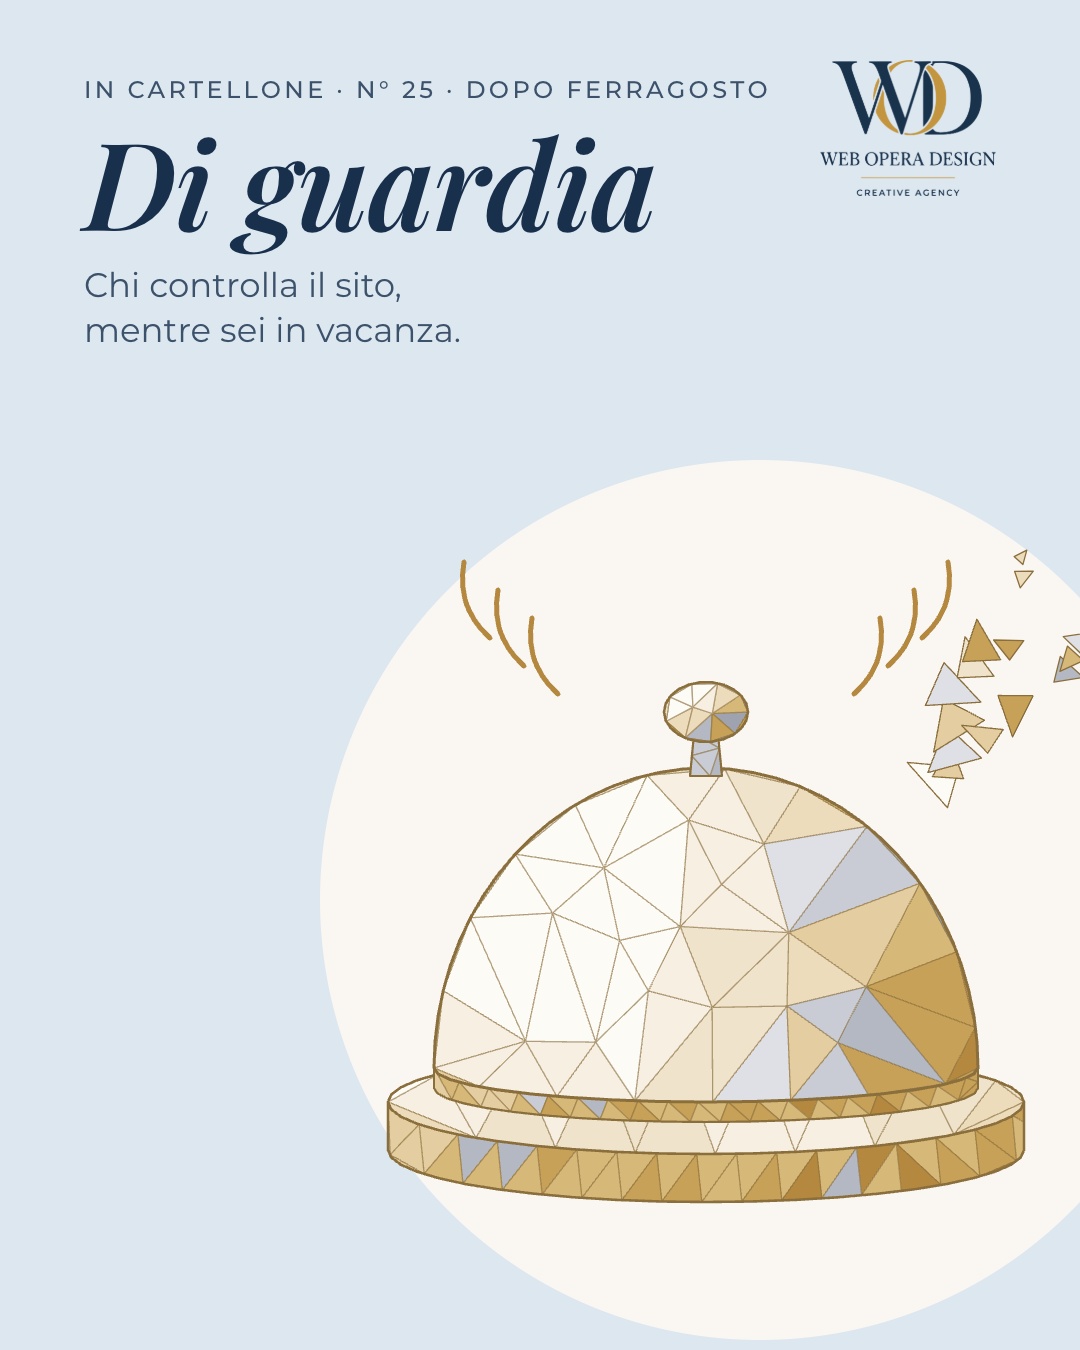 IN CARTELLONE · N° 25 · DOPO FERRAGOSTO
Di guardia
Chi controlla il sito,
mentre sei in vacanza.
WOD
WEB OPERA DESIGN
CREATIVE AGENCY